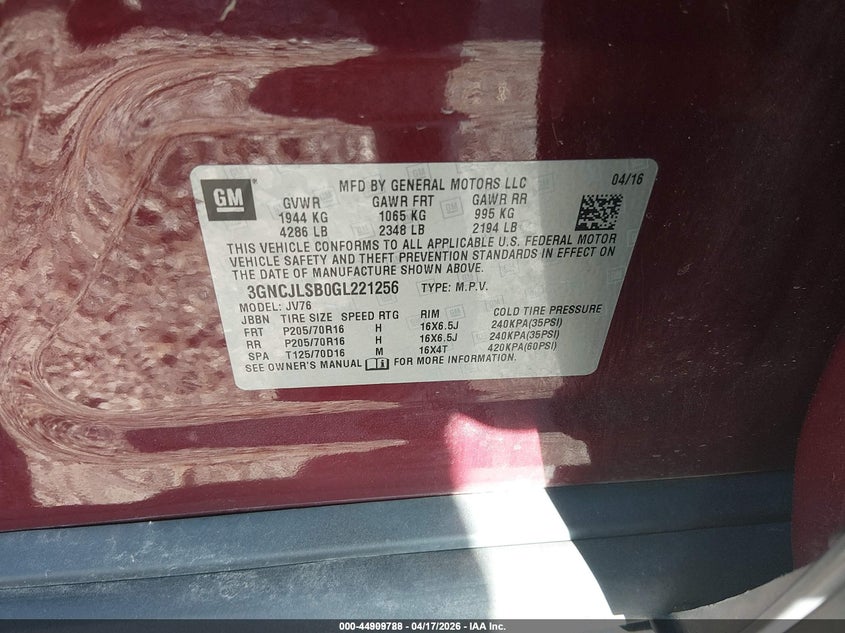 GM
MFD BY GENERAL MOTORS LLC 04/16
GVWR GAWR FRT GAWR RR
1944 KG 1065 KG 995 KG
4286 LB 2348 LB 2194 LB
THIS VEHICLE CONFORMS TO ALL APPLICABLE U.S. FEDERAL MOTOR
VEHICLE SAFETY AND THEFT PREVENTION STANDARDS IN EFFECT ON
THE DATE OF MANUFACTURE SHOWN ABOVE.
3GNCJLSB0GL221256 TYPE: M.P.V.
MODEL: JV76
JBBN TIRE SIZE SPEED RTG RIM COLD TIRE PRESSURE
FRT P205/70R16 H 16X6.5J 240KPA(35PSI)
RR P205/70R16 H 16X6.5J 240KPA(35PSI)
SPA T125/70D16 M 16X4T 420KPA(60PSI)
SEE OWNER'S MANUAL FOR MORE INFORMATION.
000-44909788 - 04/17/2026 - IAA Inc.